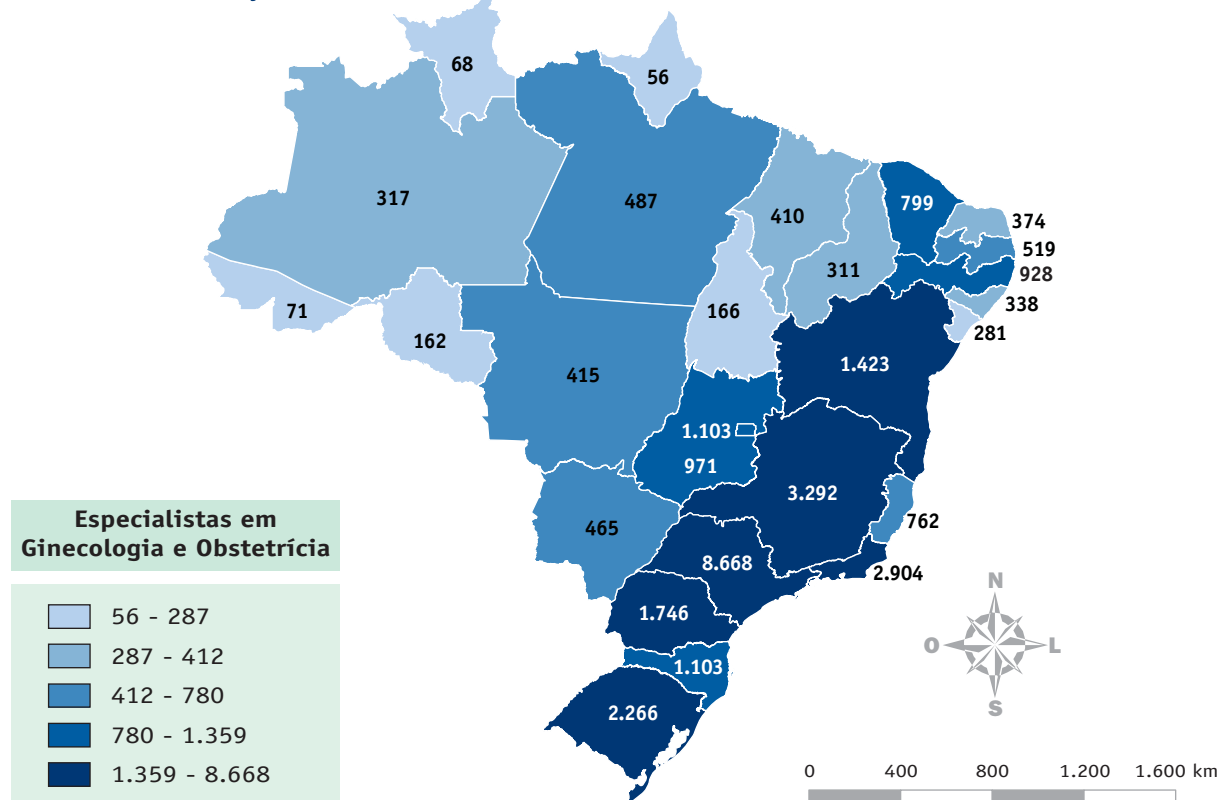 68
56
317
487
410
799
374
519
928
338
281
311
166
71
162
415
1.423
1.103
971
3.292
762
465
8.668
2.904
1.746
1.103
2.266
Especialistas em
Ginecologia e Obstetrícia
56 - 287
287 - 412
412 - 780
780 - 1.359
1.359 - 8.668
N
O
L
S
0 400 800 1.200 1.600 km